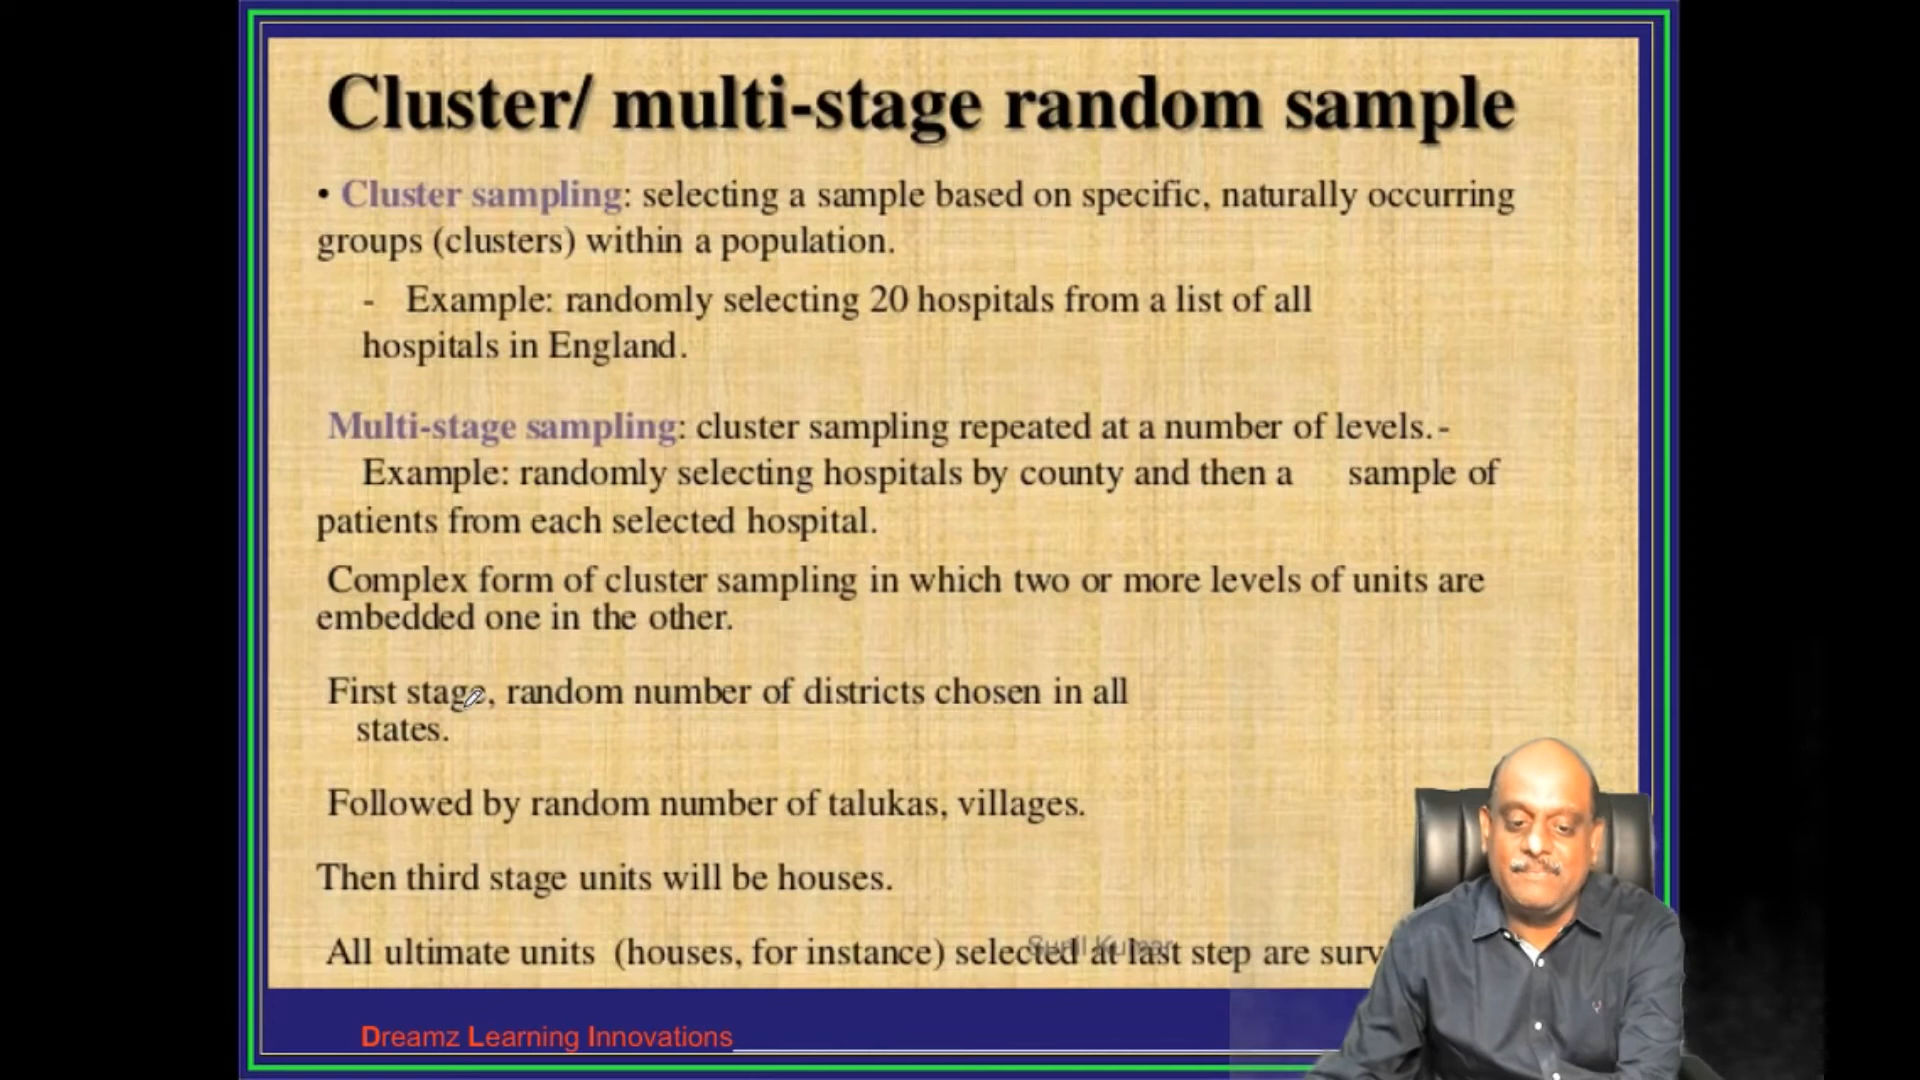 Cluster/ multi-stage random sample
• Cluster sampling: selecting a sample based on specific, naturally occurring
groups (clusters) within a population.
- Example: randomly selecting 20 hospitals from a list of all
hospitals in England.
Multi-stage sampling: cluster sampling repeated at a number of levels.-
Example: randomly selecting hospitals by county and then a sample of
patients from each selected hospital.
Complex form of cluster sampling in which two or more levels of units are
embedded one in the other.
First stage, random number of districts chosen in all
states.
Followed by random number of talukas, villages.
Then third stage units will be houses.
All ultimate units (houses, for instance) selected at last step are surv
Sunil Kumar
Dreamz Learning Innovations